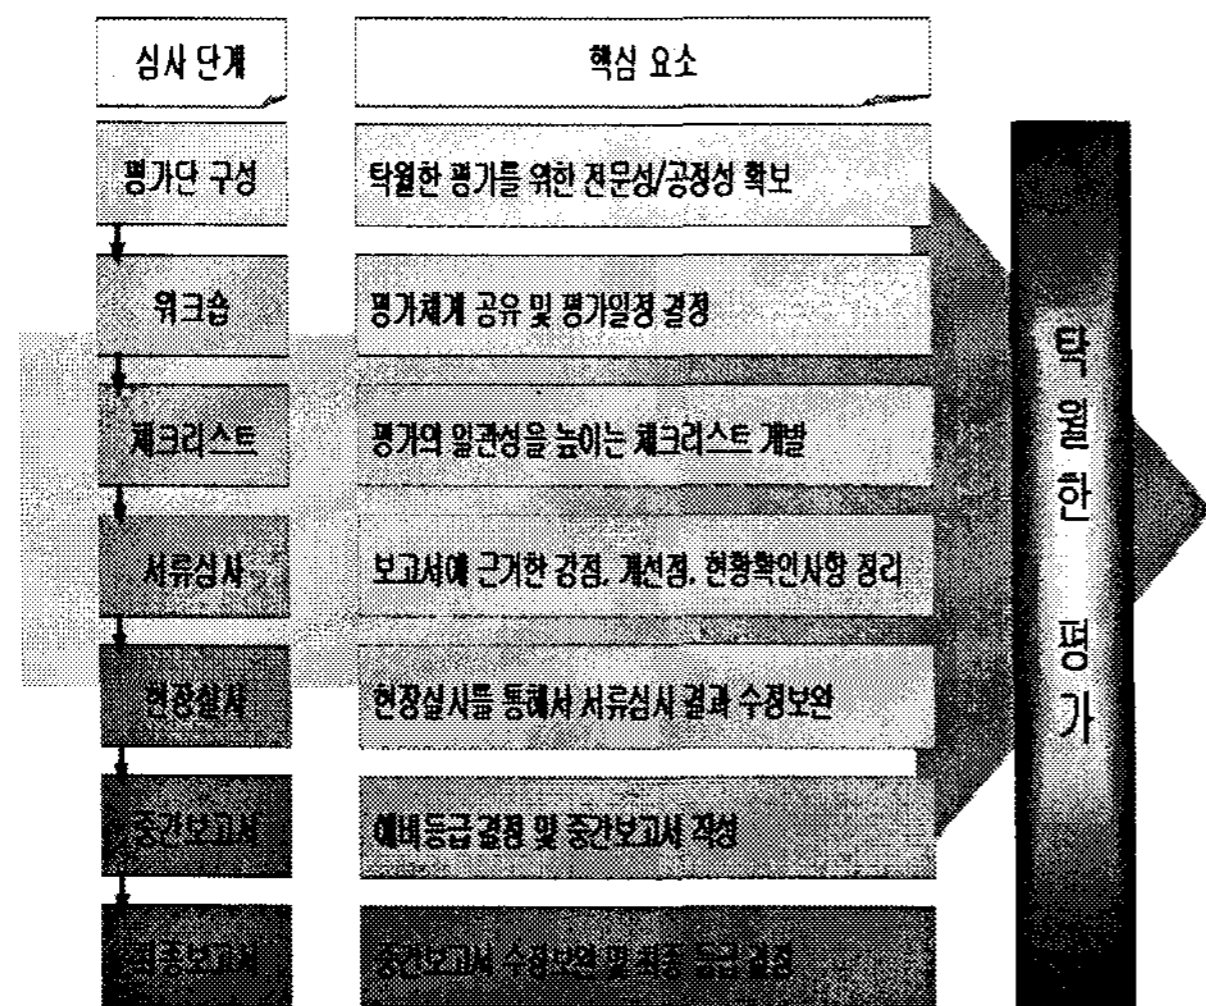 심사 단계
핵심 요소
평가단 구성
탁월한 평가를 위한 전문성/공정성 확보
워크숍
평가체계 공유 및 평가일정 결정
체크리스트
평가의 일관성을 높이는 체크리스트 개발
서류심사
보고서에 근거한 강점, 개선점, 현황확인사항 정리
현장실사
현장실사를 통해서 서류심사 결과 수정보완
중간보고서
예비등급 결정 및 중간보고서 작성
최종보고서
중간보고서 수정보완 및 최종 등급 결정
탁월한 평가